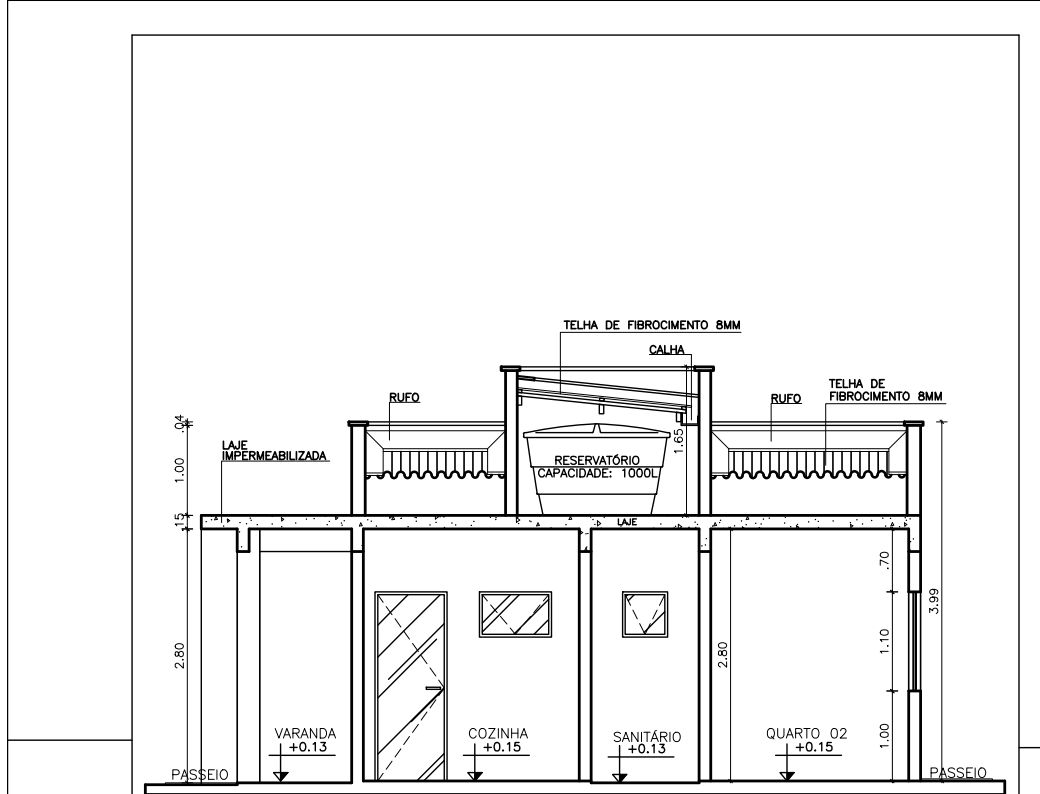 TELHA DE FIBROCIMENTO 8MM
CALHA
TELHA DE
FIBROCIMENTO 8MM
RUFO
RUFO
.04
1.00
.15
2.80
LAJE
IMPERMEABILIZADA
1.65
RESERVATÓRIO
CAPACIDADE: 1000L
LAJE
.70
1.10
1.00
3.99
2.80
VARANDA
+0.13
COZINHA
+0.15
SANITÁRIO
+0.13
QUARTO 02
+0.15
PASSEIO
PASSEIO